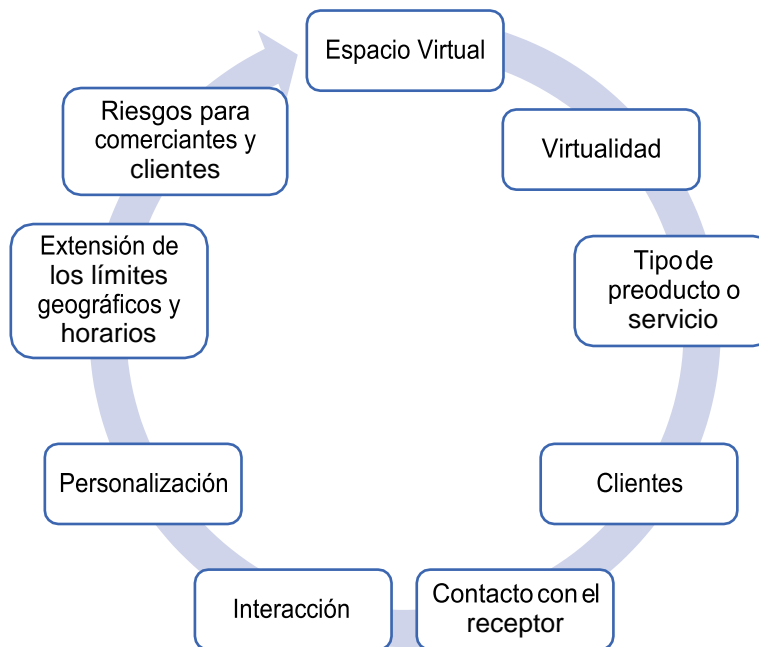 Espacio Virtual
Virtualidad
Tipo de
preoducto o
servicio
Clientes
Contacto con el
receptor
Interacción
Personalización
Extensión de
los límites
geográficos y
horarios
Riesgos para
comerciantes y
clientes